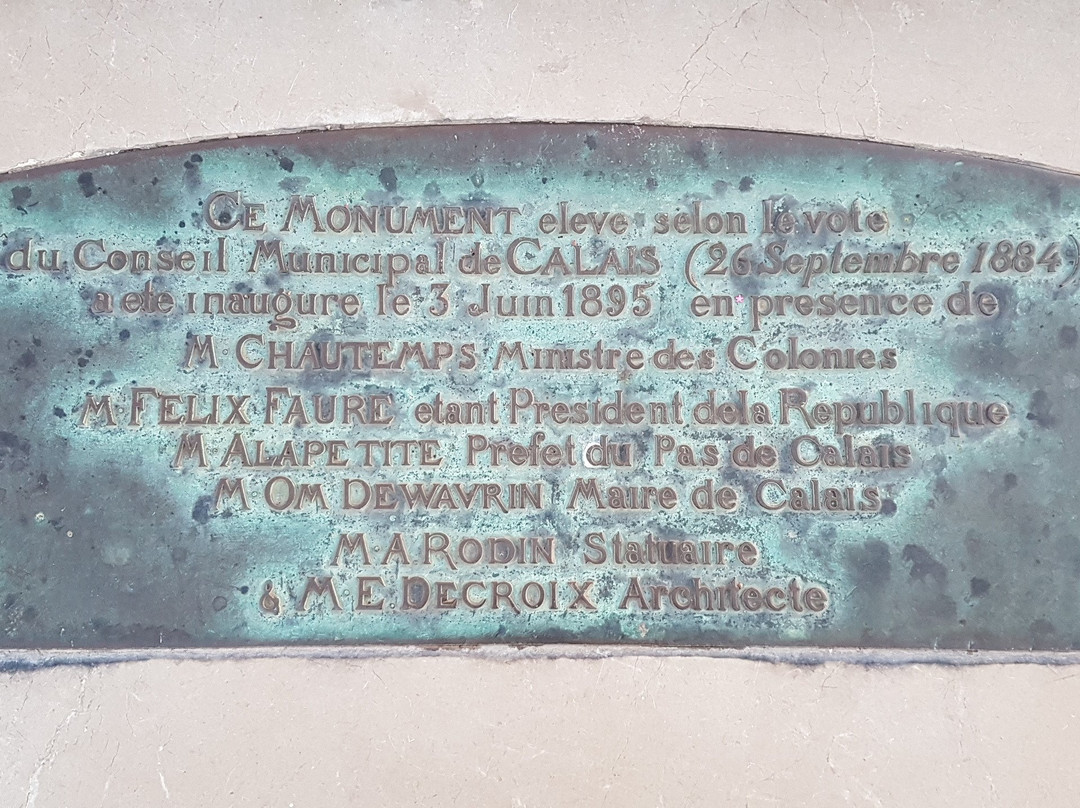 CE MONUMENT eleve selon le vote
du Conseil Municipal de CALAIS (26 Septembre 1884)
a ete inaugure le 3 Juin 1895 en presence de
M. CHAUTEMPS Ministre des Colonies
M. FELIX FAURE etant President de la Republique
M. ALAPETITE Prefet du Pas de Calais
M. OM DEWAVRIN Maire de Calais
M. A RODIN Statuaire
& M E. DECROIX Architecte